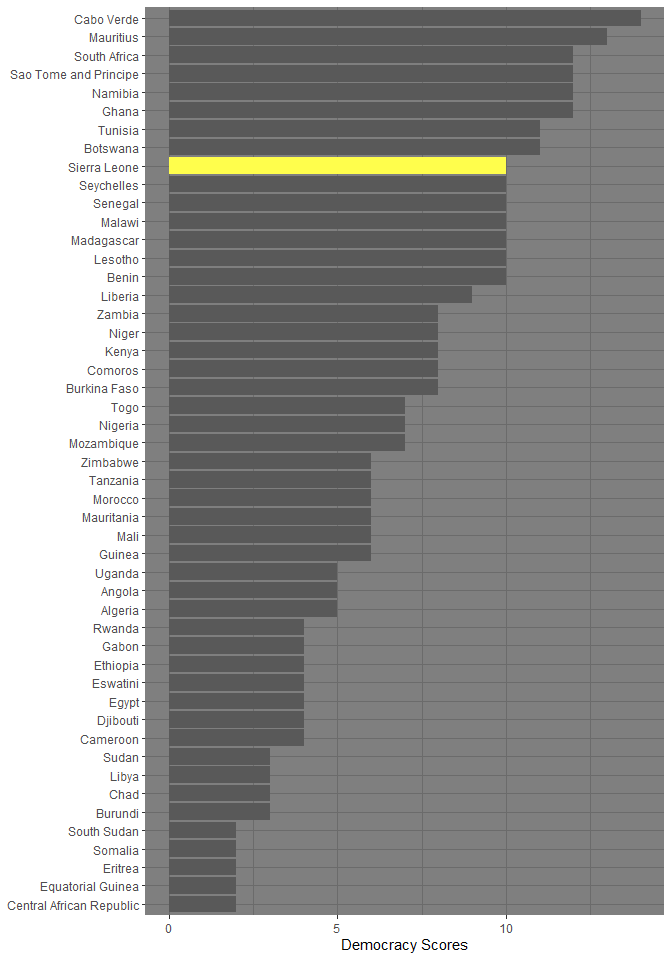 Cabo Verde
Mauritius
South Africa
Sao Tome and Principe
Namibia
Ghana
Tunisia
Botswana
Sierra Leone
Seychelles
Senegal
Malawi
Madagascar
Lesotho
Benin
Liberia
Zambia
Niger
Kenya
Comoros
Burkina Faso
Togo
Nigeria
Mozambique
Zimbabwe
Tanzania
Morocco
Mauritania
Mali
Guinea
Uganda
Angola
Algeria
Rwanda
Gabon
Ethiopia
Eswatini
Egypt
Djibouti
Cameroon
Sudan
Libya
Chad
Burundi
South Sudan
Somalia
Eritrea
Equatorial Guinea
Central African Republic
0 5 10
Democracy Scores